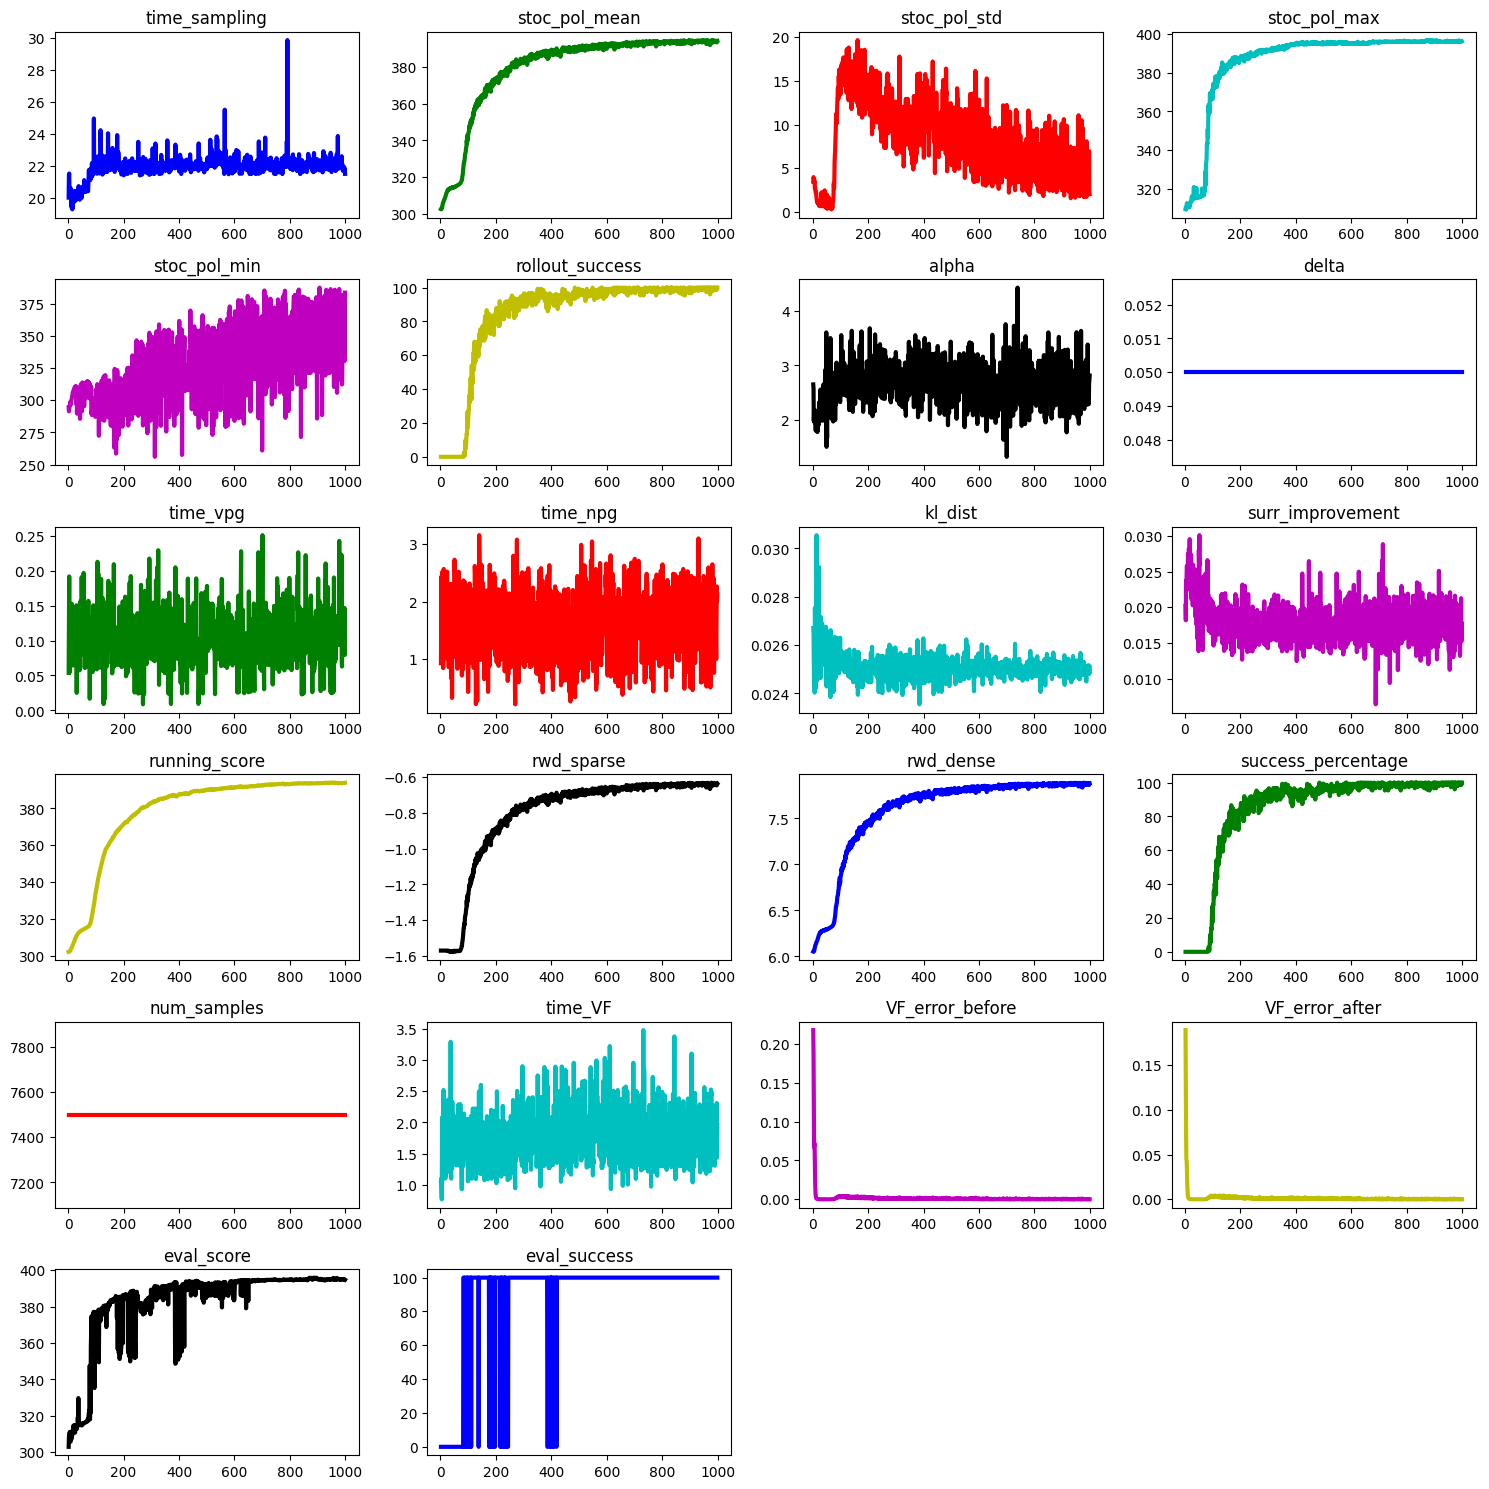 time_sampling
30
28
26
24
22
20
0 200 400 600 800 1000
stoc_pol_mean
380
360
340
320
300
0 200 400 600 800 1000
stoc_pol_std
20
15
10
5
0
0 200 400 600 800 1000
stoc_pol_max
400
380
360
340
320
0 200 400 600 800 1000
stoc_pol_min
375
350
325
300
275
250
0 200 400 600 800 1000
rollout_success
100
80
60
40
20
0
0 200 400 600 800 1000
alpha
4
3
2
0 200 400 600 800 1000
delta
0.052
0.051
0.050
0.049
0.048
0 200 400 600 800 1000
time_vpg
0.25
0.20
0.15
0.10
0.05
0.00
0 200 400 600 800 1000
time_npg
3
2
1
0 200 400 600 800 1000
kl_dist
0.030
0.028
0.026
0.024
0 200 400 600 800 1000
surr_improvement
0.030
0.025
0.020
0.015
0.010
0 200 400 600 800 1000
running_score
380
360
340
320
300
0 200 400 600 800 1000
rwd_sparse
−0.6
−0.8
−1.0
−1.2
−1.4
−1.6
0 200 400 600 800 1000
rwd_dense
7.5
7.0
6.5
6.0
0 200 400 600 800 1000
success_percentage
100
80
60
40
20
0
0 200 400 600 800 1000
num_samples
7800
7600
7400
7200
0 200 400 600 800 1000
time_VF
3.5
3.0
2.5
2.0
1.5
1.0
0 200 400 600 800 1000
VF_error_before
0.20
0.15
0.10
0.05
0.00
0 200 400 600 800 1000
VF_error_after
0.15
0.10
0.05
0.00
0 200 400 600 800 1000
eval_score
400
380
360
340
320
300
0 200 400 600 800 1000
eval_success
100
80
60
40
20
0
0 200 400 600 800 1000